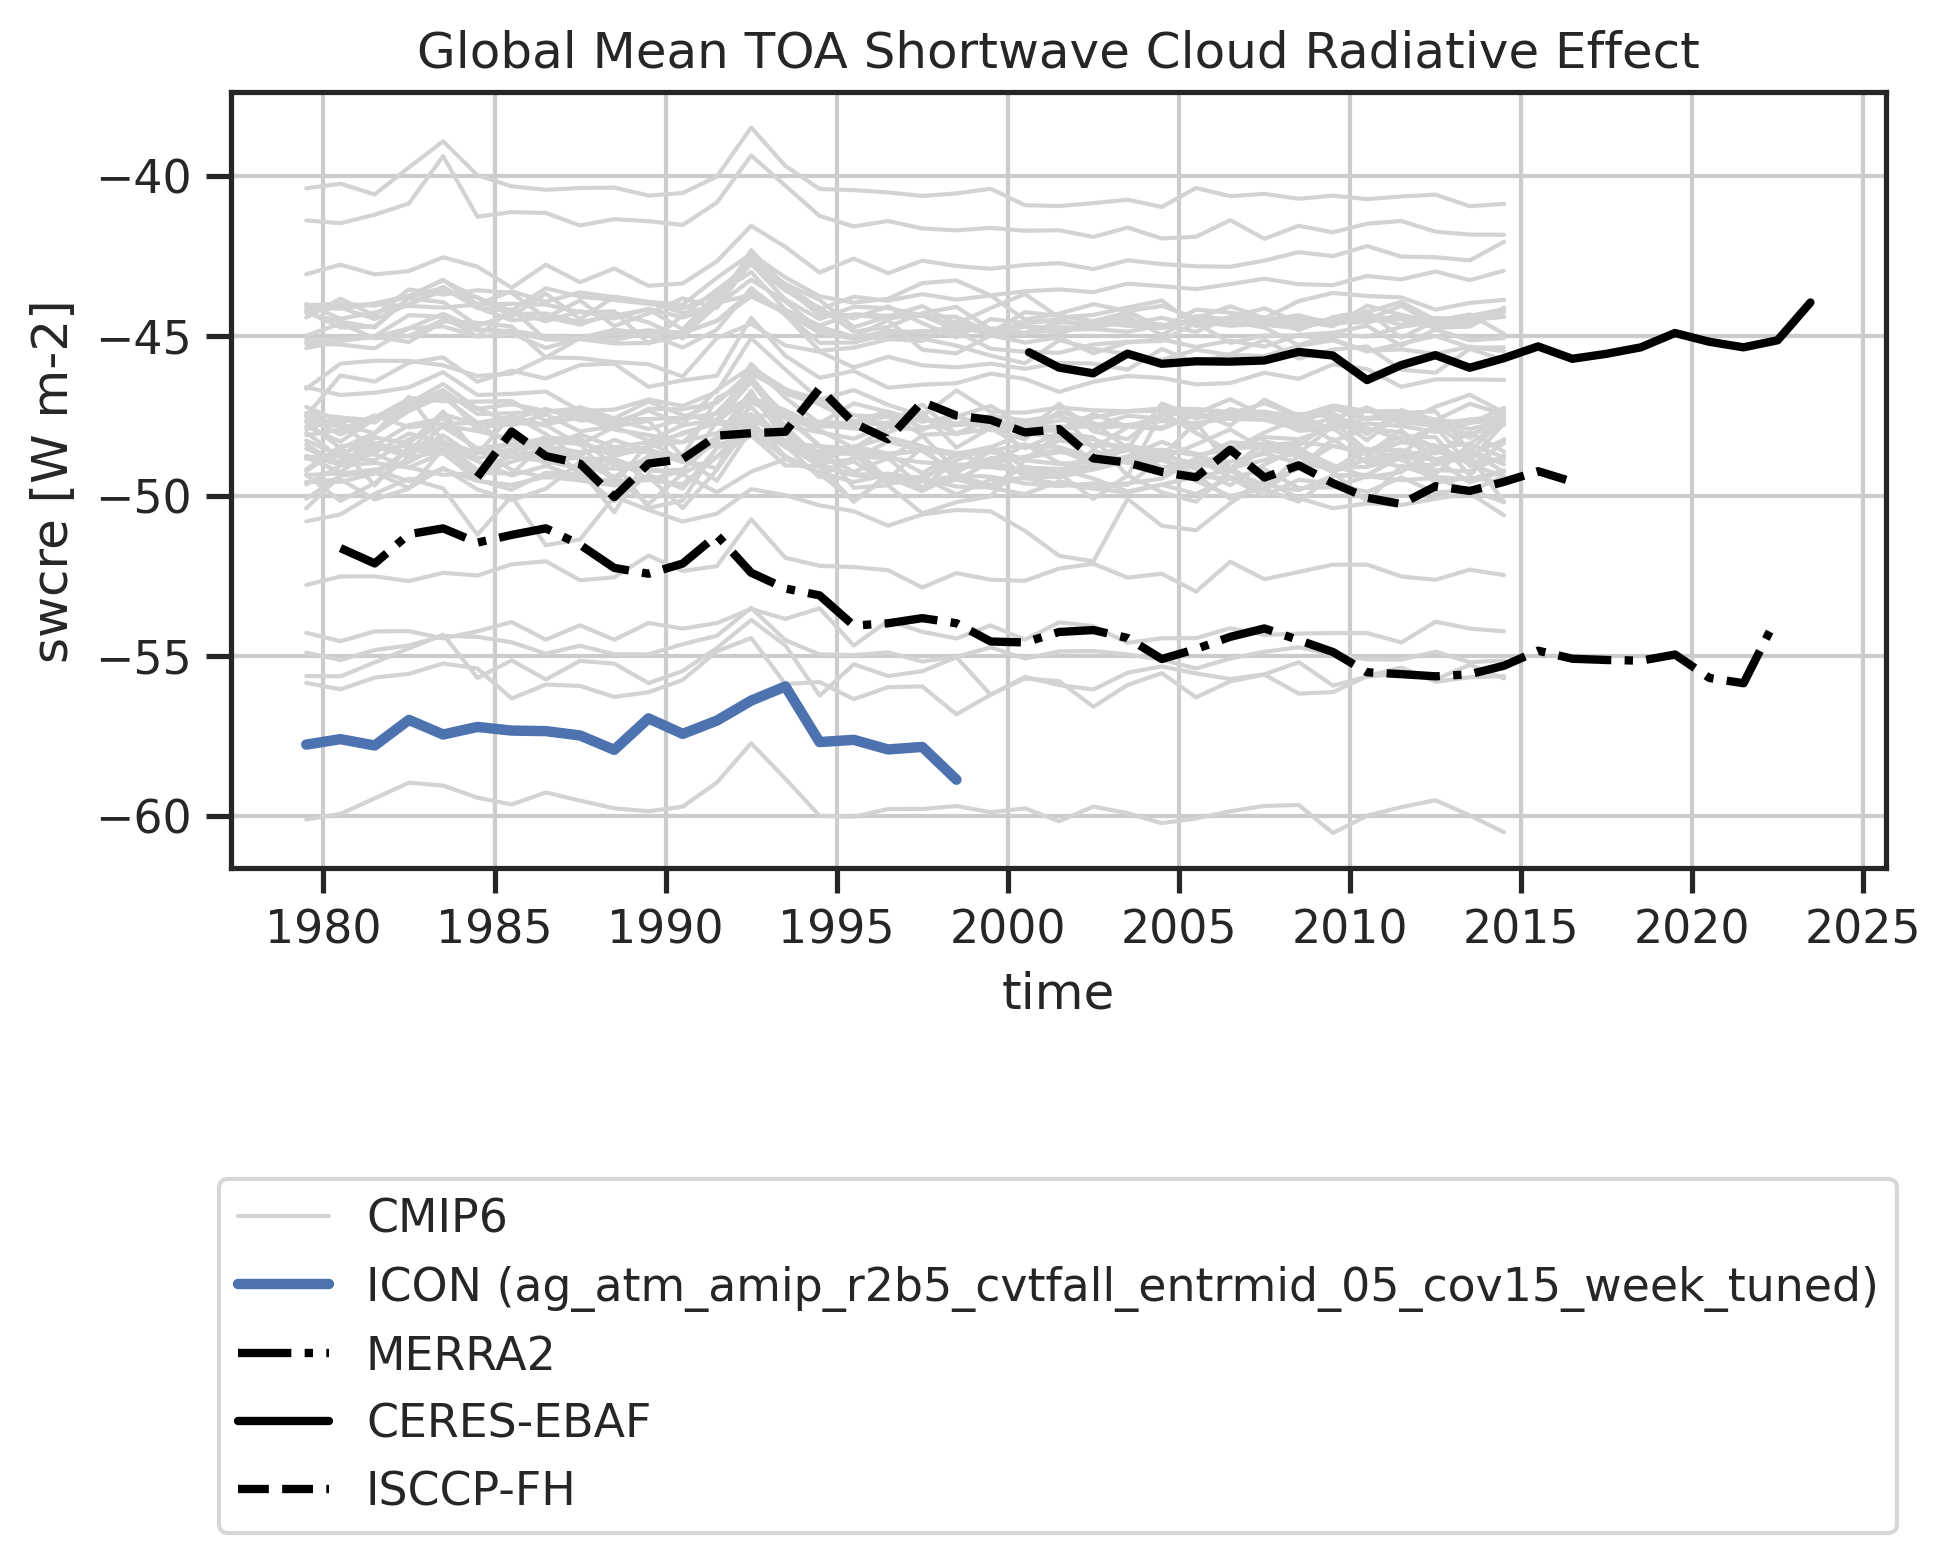 Global Mean TOA Shortwave Cloud Radiative Effect
swcre [W m-2]
−40
−45
−50
−55
−60
1980 1985 1990 1995 2000 2005 2010 2015 2020 2025
time
CMIP6
ICON (ag_atm_amip_r2b5_cvtfall_entrmid_05_cov15_week_tuned)
MERRA2
CERES-EBAF
ISCCP-FH